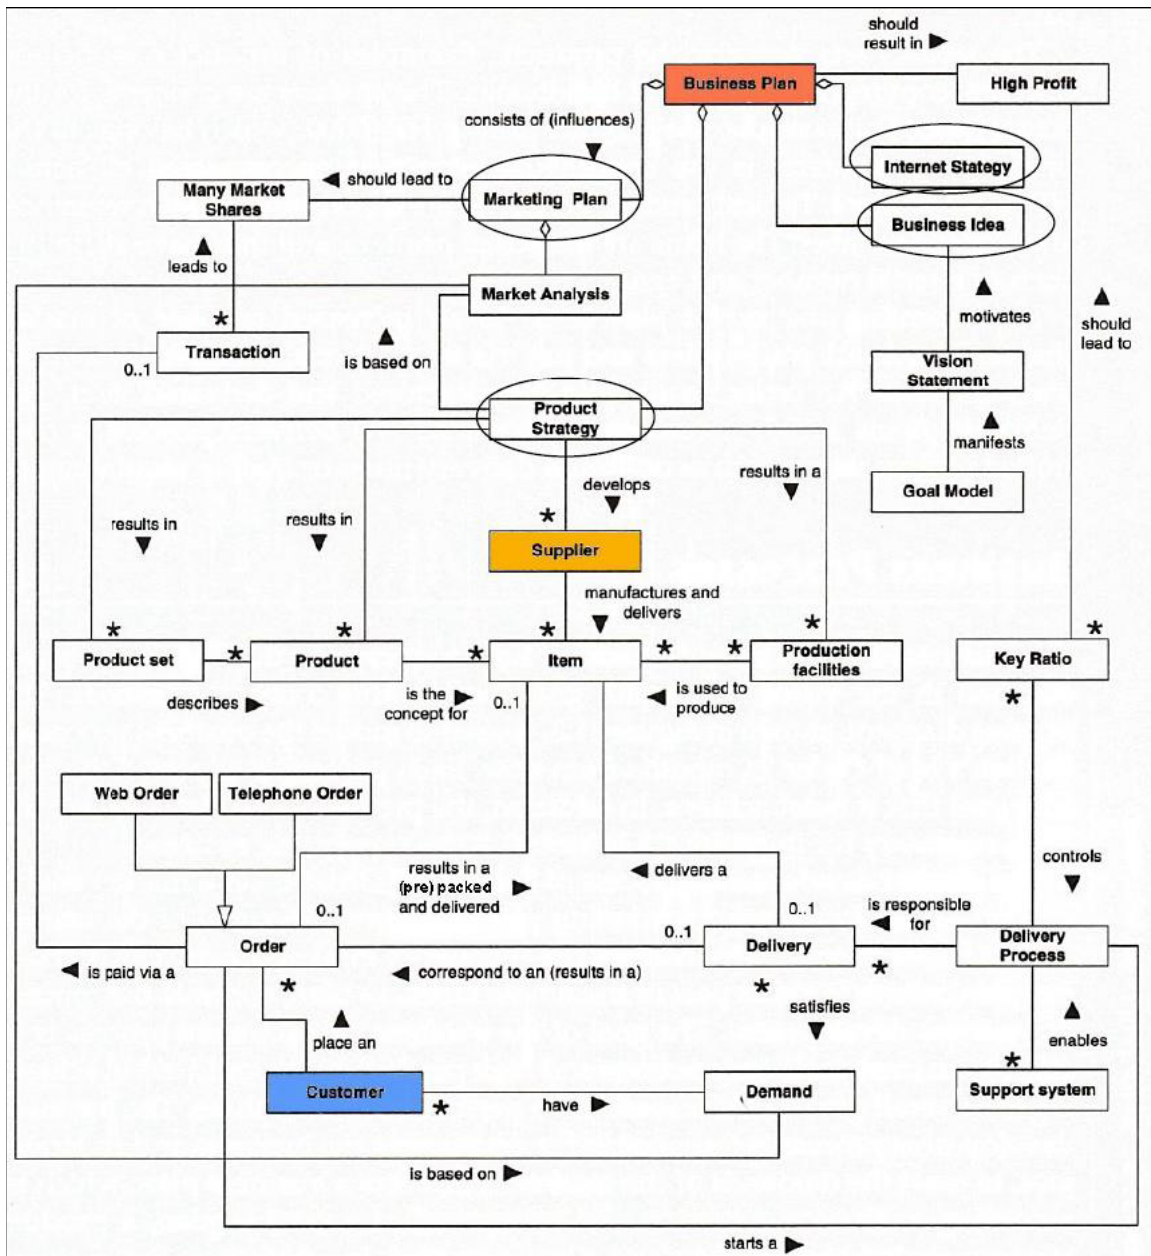 should
result in
Business Plan
High Profit
consists of (influences)
Internet Stategy
should lead to
Many Market
Shares
Marketing Plan
Business Idea
leads to
Market Analysis
*
motivates
should
lead to
Transaction
0..1
is based on
Vision
Statement
Product
Strategy
manifests
results in a
develops
Goal Model
results in
results in
*
Supplier
manufactures and
delivers
*
*
*
*
*
*
*
*
*
Product set
Product
Item
Production
facilities
Key Ratio
describes
is the
concept for
0..1
is used to
produce
*
Web Order
Telephone Order
results in a
(pre) packed
and delivered
delivers a
controls
0..1
0..1
is responsible
for
0..1
Order
Delivery
Delivery
Process
is paid via a
*
correspond to an (results in a)
*
*
satisfies
place an
enables
*
Customer
*
have
Demand
Support system
is based on
starts a